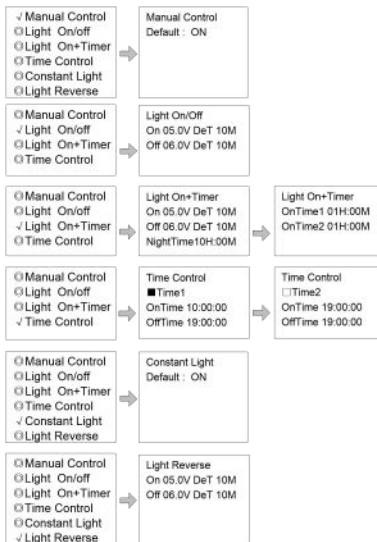 √ Manual Control
◎Light On/off
◎Light On+Timer
◎Time Control
◎Constant Light
◎Light Reverse
Manual Control
Default : ON
◎Manual Control
√ Light On/off
◎Light On+Timer
◎Time Control
Light On/Off
On 05.0V DeT 10M
Off 06.0V DeT 10M
◎Manual Control
◎Light On/off
√ Light On+Timer
◎Time Control
Light On+Timer
On 05.0V DeT 10M
Off 06.0V DeT 10M
NightTime10H:00M
Light On+Timer
OnTime1 01H:00M
OnTime2 01H:00M
◎Manual Control
◎Light On/off
◎Light On+Timer
√ Time Control
Time Control
■Time1
OnTime 10:00:00
OffTime 19:00:00
Time Control
□Time2
OnTime 19:00:00
OffTime 19:00:00
◎Manual Control
◎Light On/off
◎Light On+Timer
◎Time Control
√ Constant Light
◎Light Reverse
Constant Light
Default : ON
◎Manual Control
◎Light On/off
◎Light On+Timer
◎Time Control
◎Constant Light
√ Light Reverse
Light Reverse
On 05.0V DeT 10M
Off 06.0V DeT 10M